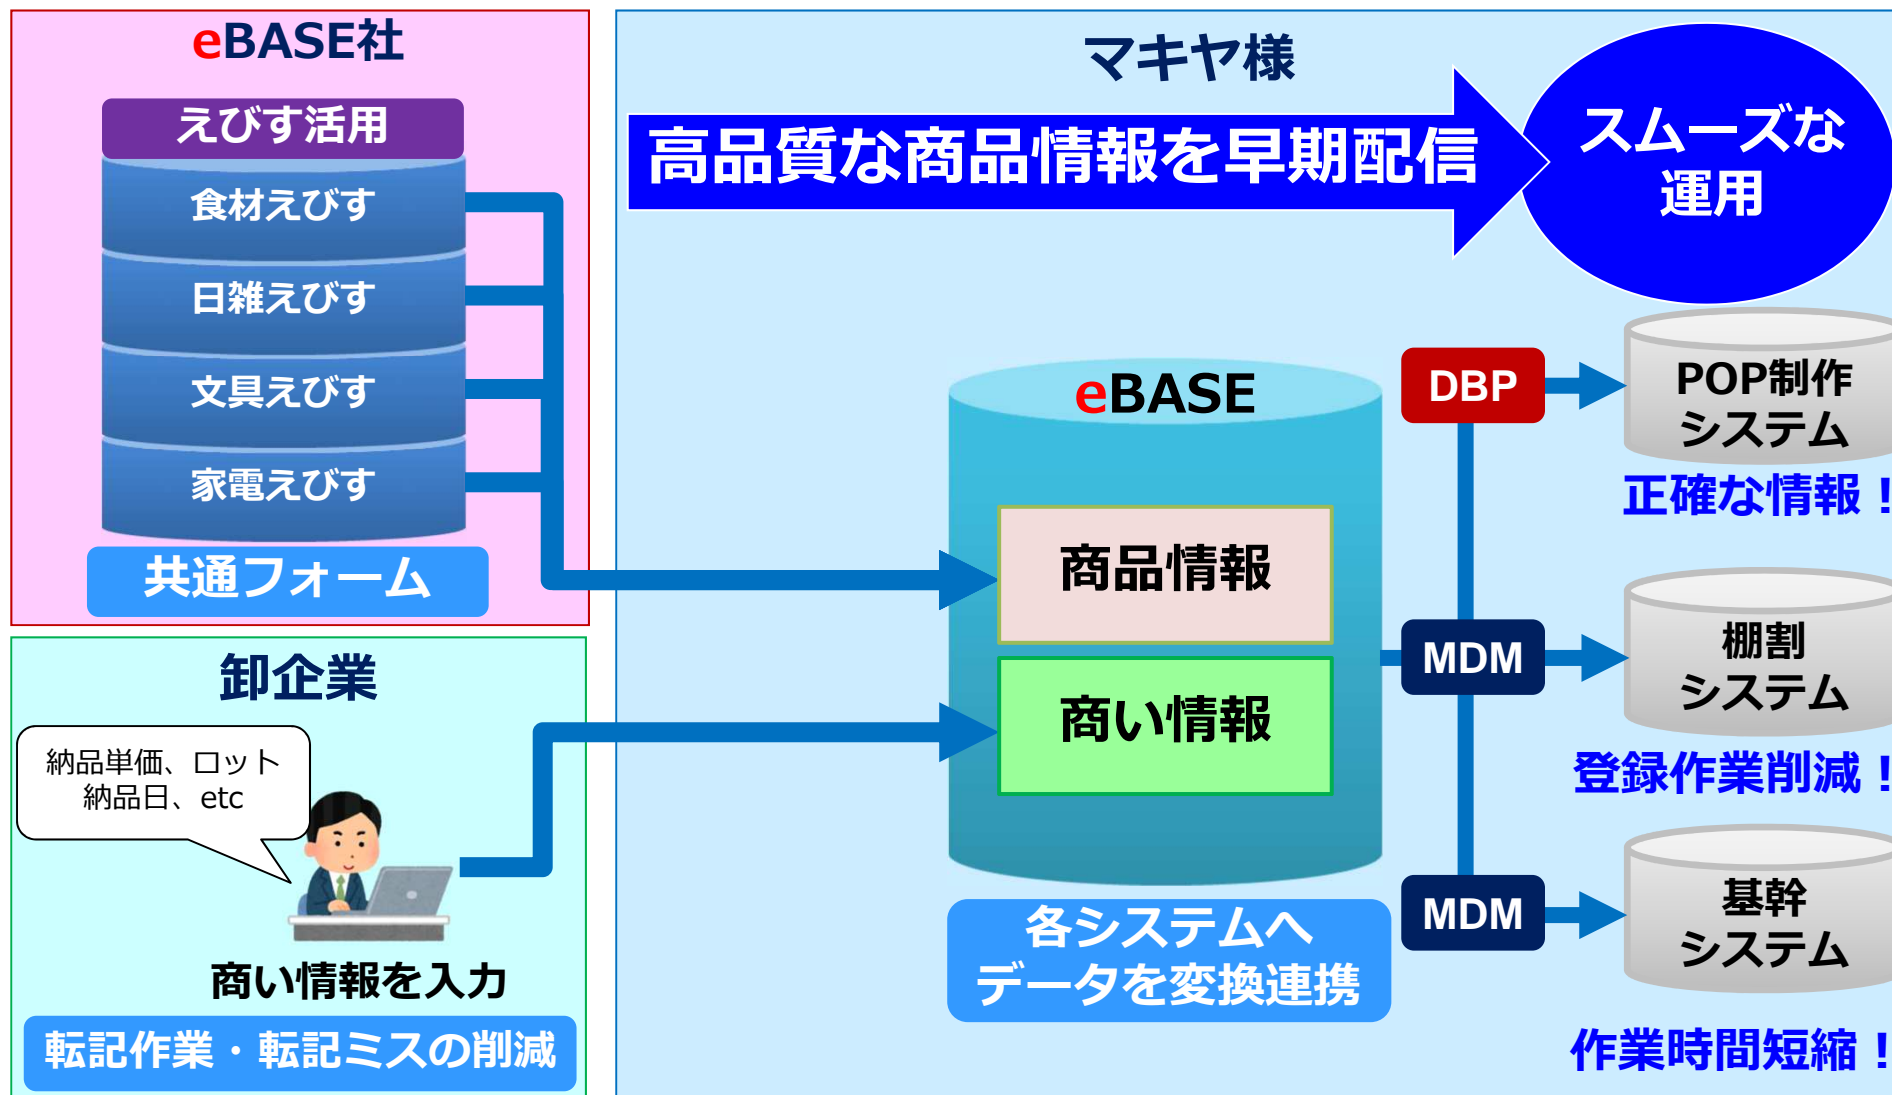 eBASE社
えびす活用
食材えびす
日雑えびす
文具えびす
家電えびす
共通フォーム
卸企業
納品単価、ロット
納品日、etc
商い情報を入力
転記作業・転記ミスの削減
マキヤ様
高品質な商品情報を早期配信
スムーズな
運用
eBASE
商品情報
商い情報
各システムへ
データを変換連携
DBP
POP制作
システム
正確な情報！
MDM
棚割
システム
登録作業削減！
MDM
基幹
システム
作業時間短縮！